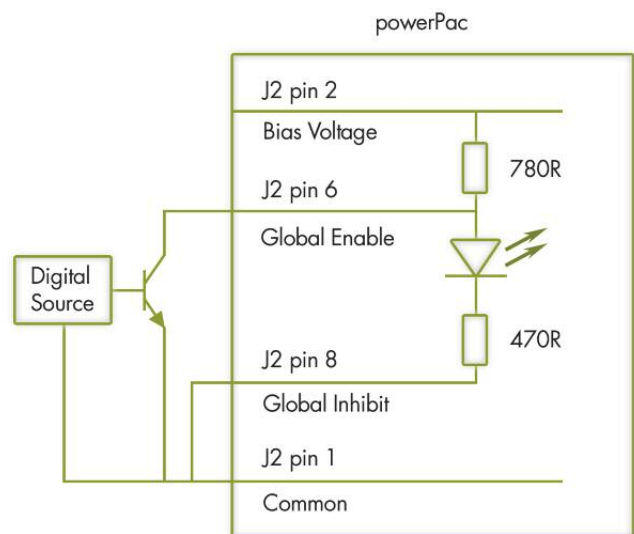 powerPac
J2 pin 2
Bias Voltage
780R
J2 pin 6
Global Enable
Digital
Source
470R
J2 pin 8
Global Inhibit
J2 pin 1
Common